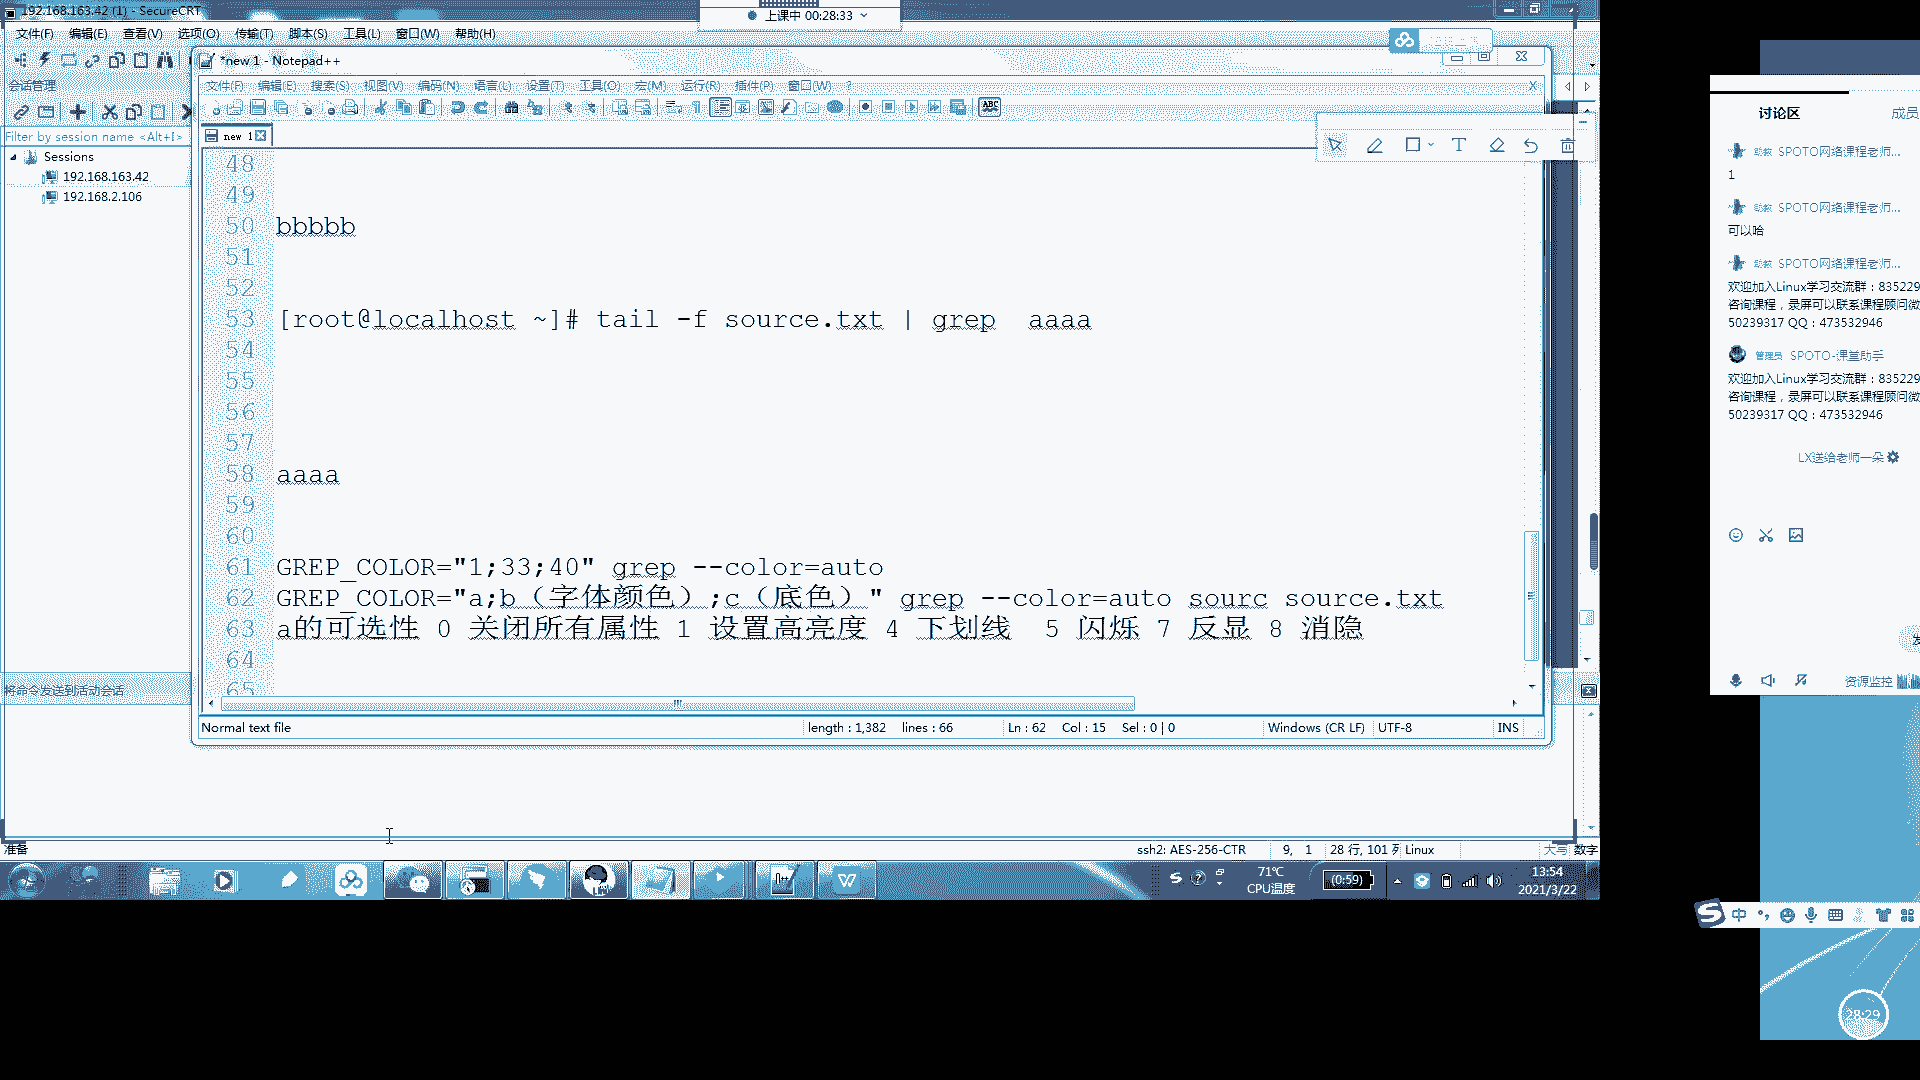 192.168.163.42 (1) - SecureCRT
上课中 00:28:33
文件(F) 编辑(E) 查看(V) 选项(O) 传输(T) 脚本(S) 工具(L) 窗口(W) 帮助(H)
*new 1 - Notepad++
会话管理
文件(F) 编辑(E) 搜索(S) 视图(V) 编码(N) 语言(L) 设置(T) 工具(O) 宏(M) 运行(R) 插件(P) 窗口(W) ?
Filter by session name <Alt+I>
new 1
Sessions
192.168.163.42
192.168.2.106
48
49
50 bbbbb
51
52
53 [root@localhost ~]# tail -f source.txt | grep  aaaa
54
55
56
57
58 aaaa
59
60
61 GREP_COLOR="1;33;40" grep --color=auto
62 GREP_COLOR="a;b（字体颜色）;c（底色）" grep --color=auto sourc source.txt
63 a的可选性 0 关闭所有属性 1 设置高亮度 4 下划线  5 闪烁 7 反显 8 消隐
64
65
将命令发送到活动会话
Normal text file length : 1,382 lines : 66 Ln : 62 Col : 15 Sel : 0 | 0 Windows (CR LF) UTF-8 INS
准备 ssh2: AES-256-CTR 9, 1 28 行, 101 列 Linux 大写 数字
71℃
CPU温度
(0:59)
13:54
2021/3/22
讨论区 成员
助教 SPOTO网络课程老师...
1
助教 SPOTO网络课程老师...
可以哈
助教 SPOTO网络课程老师...
欢迎加入Linux学习交流群：835229
咨询课程，录屏可以联系课程顾问微
50239317 QQ：473532946
管理员 SPOTO-课堂助手
欢迎加入Linux学习交流群：835229
咨询课程，录屏可以联系课程顾问微
50239317 QQ：473532946
LX送给老师一朵
资源监控
中
28:29